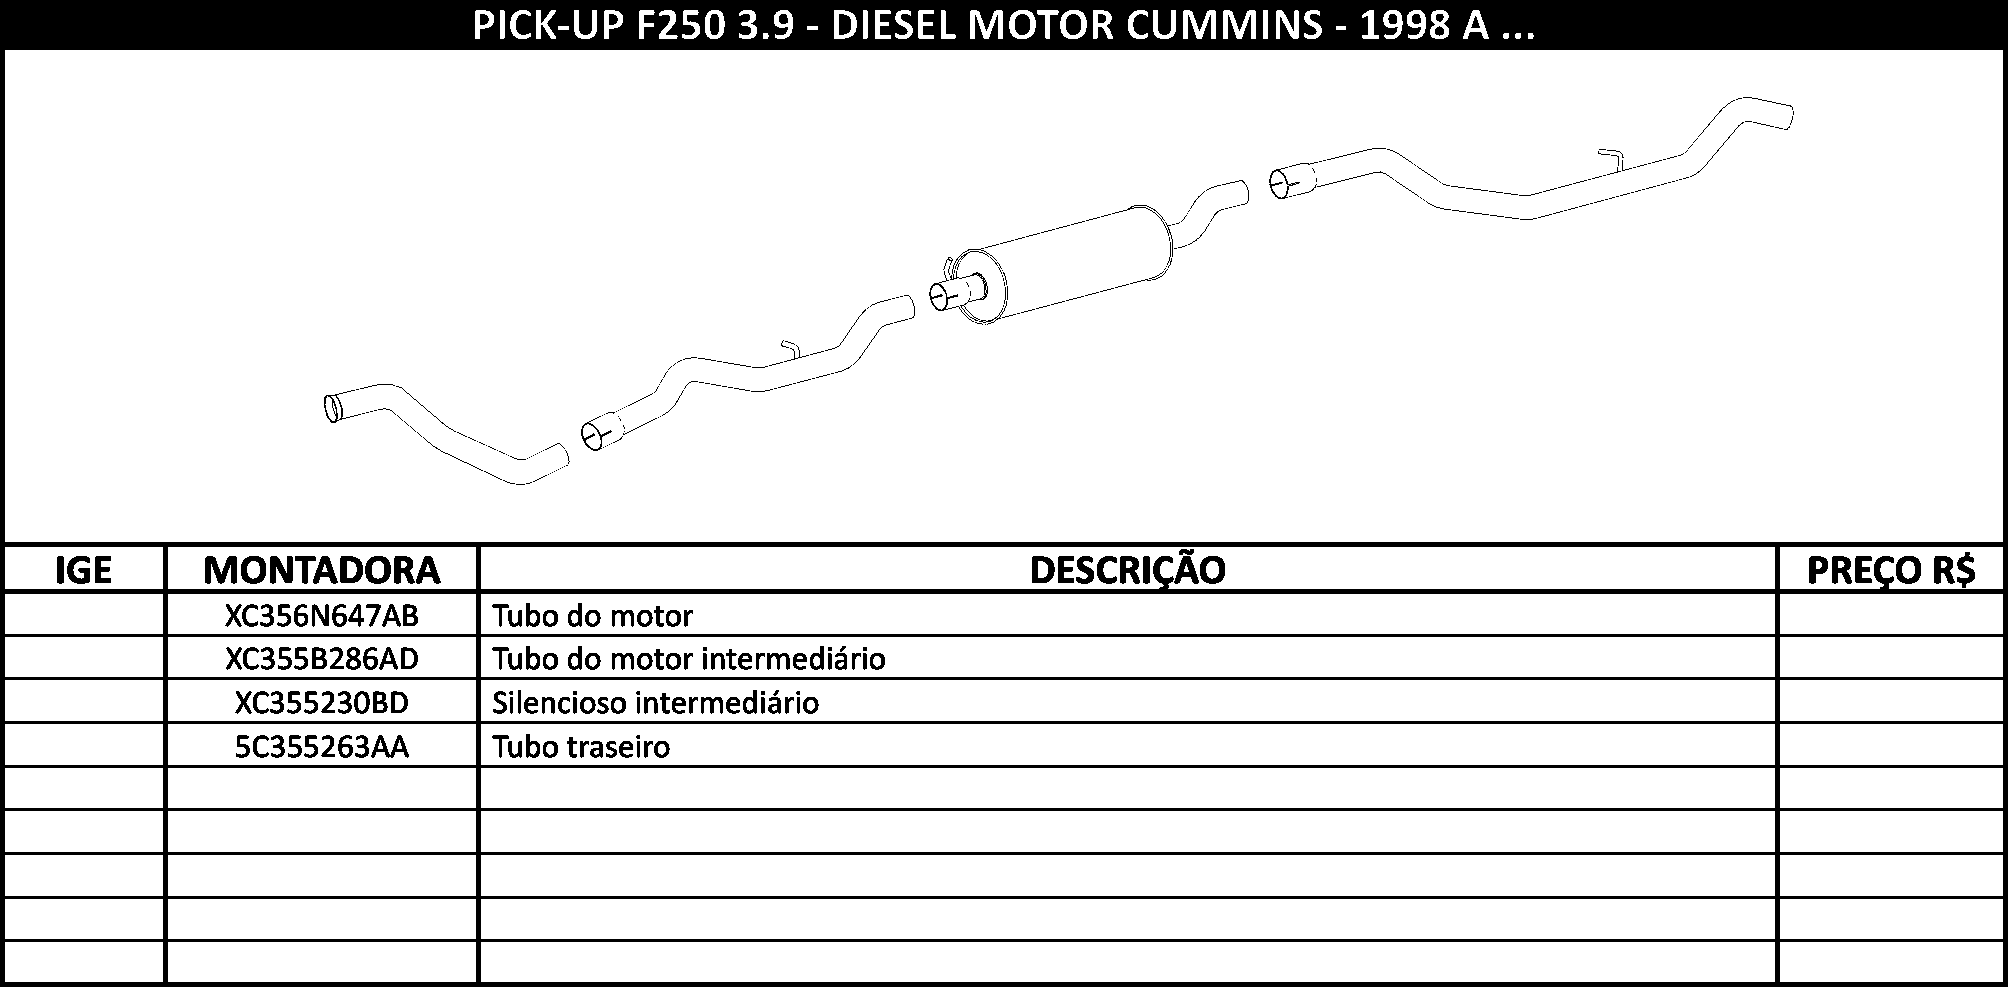 PICK-UP F250 3.9 - DIESEL MOTOR CUMMINS - 1998 A ...
IGE MONTADORA DESCRIÇÃO PREÇO R$
XC356N647AB Tubo do motor
XC355B286AD Tubo do motor intermediário
XC355230BD Silencioso intermediário
5C355263AA Tubo traseiro